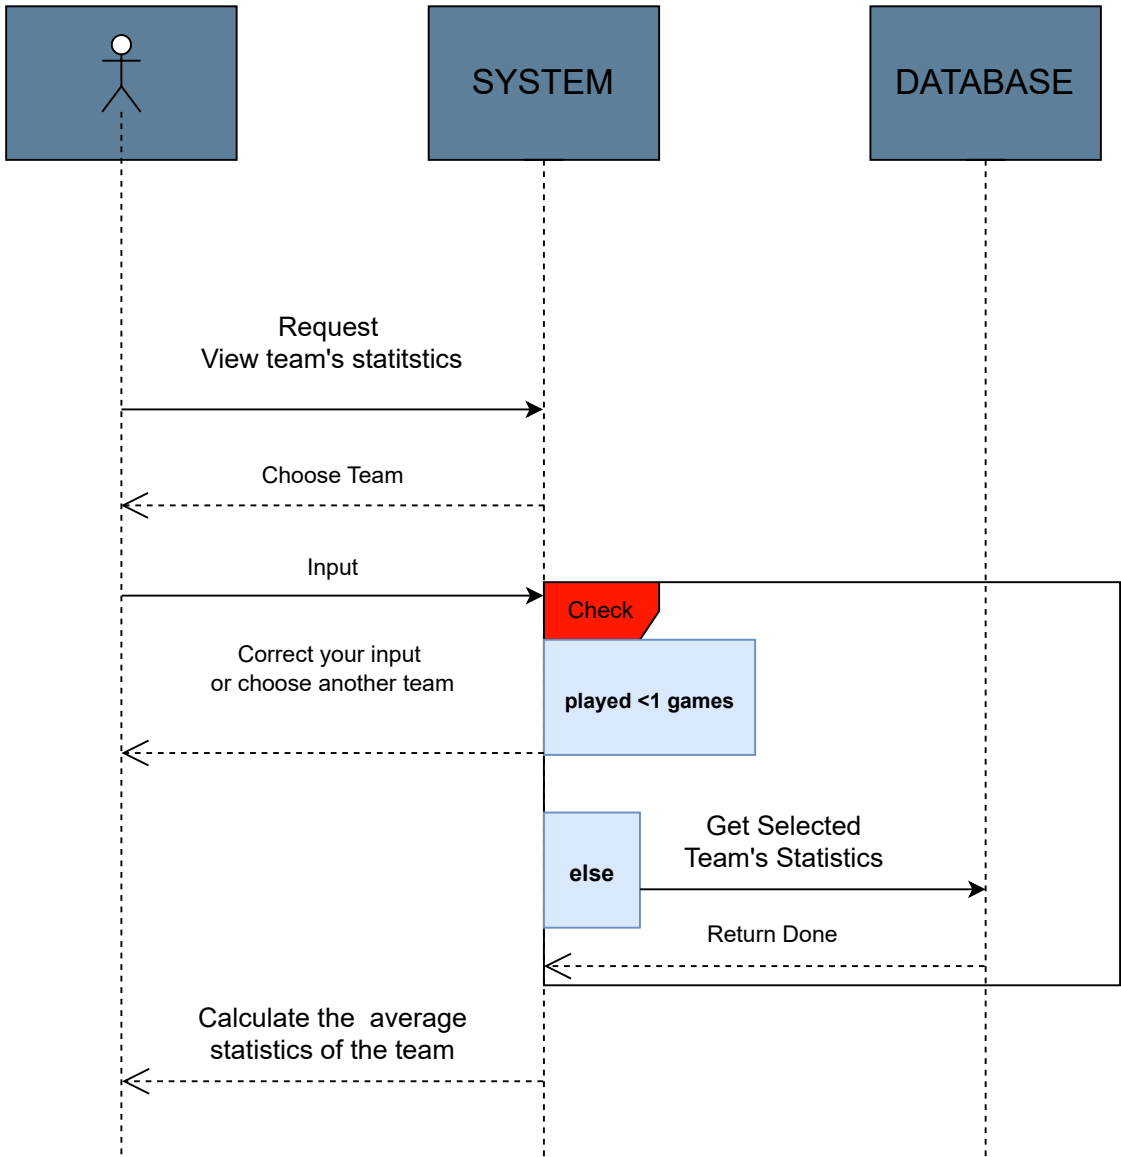 SYSTEM
DATABASE
Request
View team's statitstics
Choose Team
Input
Check
Correct your input
or choose another team
played <1 games
Get Selected
Team's Statistics
else
Return Done
Calculate the  average
statistics of the team